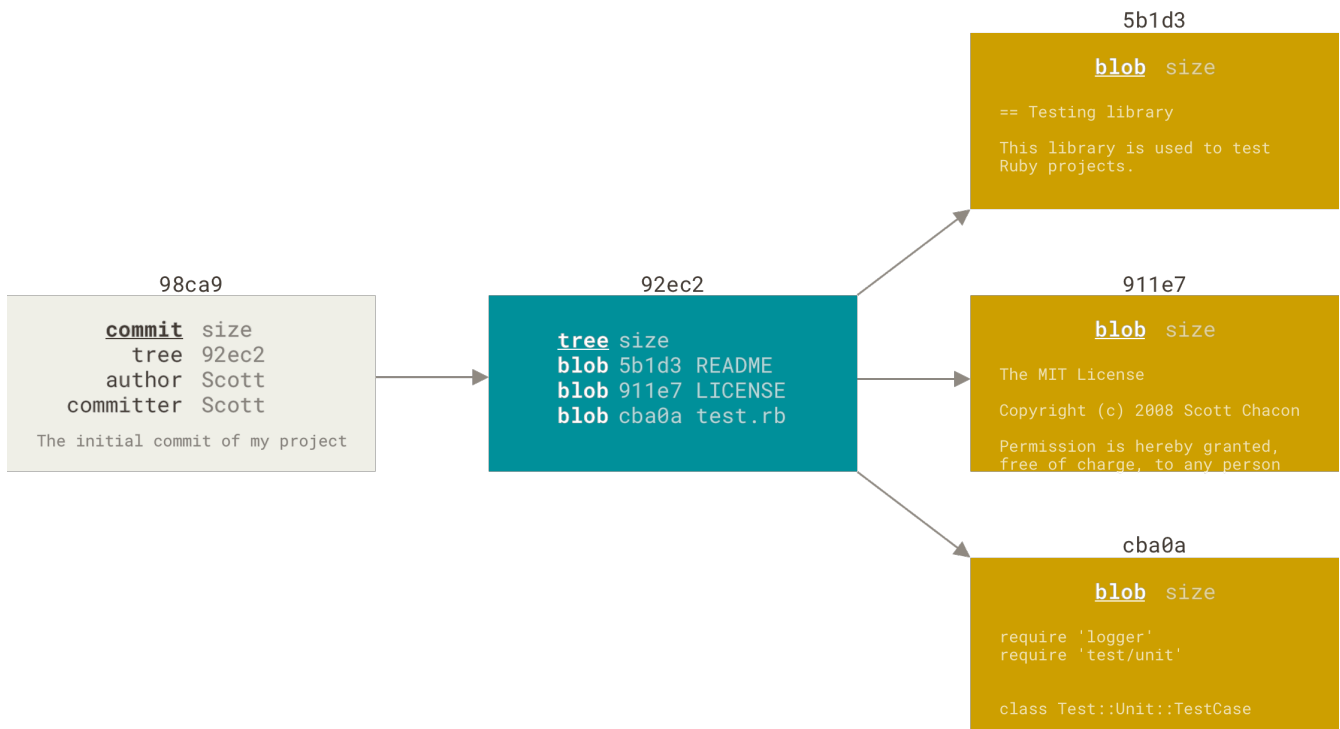 98ca9
commit size
tree 92ec2
author Scott
committer Scott
The initial commit of my project
92ec2
tree size
blob 5b1d3 README
blob 911e7 LICENSE
blob cba0a test.rb
5b1d3
blob size
== Testing library
This library is used to test
Ruby projects.
911e7
blob size
The MIT License
Copyright (c) 2008 Scott Chacon
Permission is hereby granted,
free of charge, to any person
cba0a
blob size
require 'logger'
require 'test/unit'
class Test::Unit::TestCase